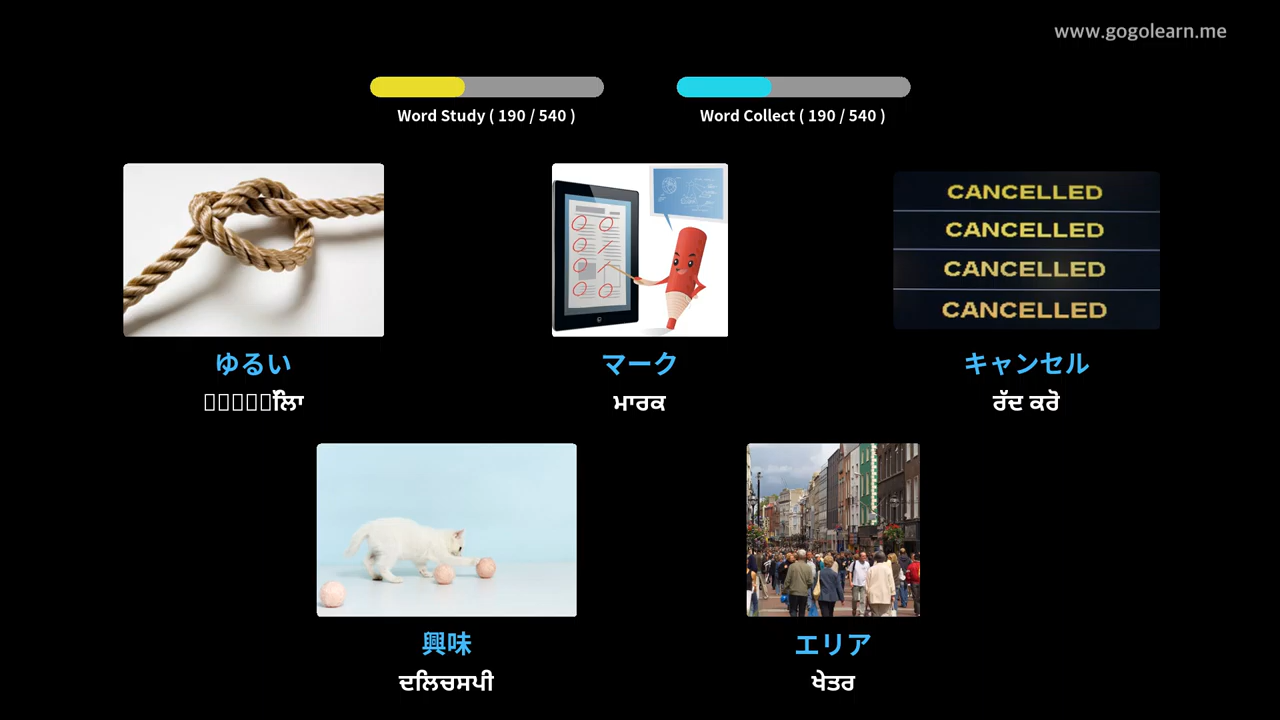 www.gogolearn.me
Word Study ( 190 / 540 )
Word Collect ( 190 / 540 )
CANCELLED
CANCELLED
CANCELLED
CANCELLED
ゆるい
マーク
キャンセル
ਮਾਰਕ
ਰੱਦ ਕਰੋ
興味
エリア
ਦਲਿਚਸਪੀ
ਖੇਤਰ